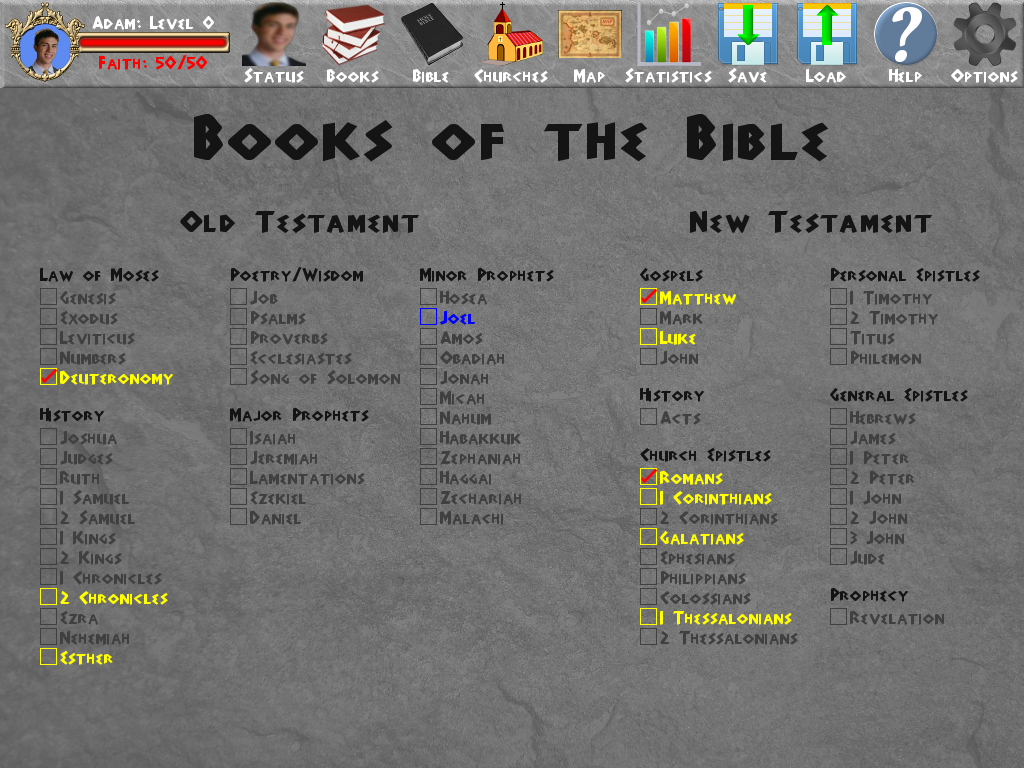 Adam: Level 0
Faith: 50/50
Status
Books
Bible
Churches
Map
Statistics
Save
Load
Help
Options
Books of the Bible
Old Testament
Law of Moses
Genesis
Exodus
Leviticus
Numbers
Deuteronomy
History
Joshua
Judges
Ruth
1 Samuel
2 Samuel
1 Kings
2 Kings
1 Chronicles
2 Chronicles
Ezra
Nehemiah
Esther
Poetry/Wisdom
Job
Psalms
Proverbs
Ecclesiastes
Song of Solomon
Major Prophets
Isaiah
Jeremiah
Lamentations
Ezekiel
Daniel
Minor Prophets
Hosea
Joel
Amos
Obadiah
Jonah
Micah
Nahum
Habakkuk
Zephaniah
Haggai
Zechariah
Malachi
New Testament
Gospels
Matthew
Mark
Luke
John
History
Acts
Church Epistles
Romans
1 Corinthians
2 Corinthians
Galatians
Ephesians
Philippians
Colossians
1 Thessalonians
2 Thessalonians
Personal Epistles
1 Timothy
2 Timothy
Titus
Philemon
General Epistles
Hebrews
James
1 Peter
2 Peter
1 John
2 John
3 John
Jude
Prophecy
Revelation